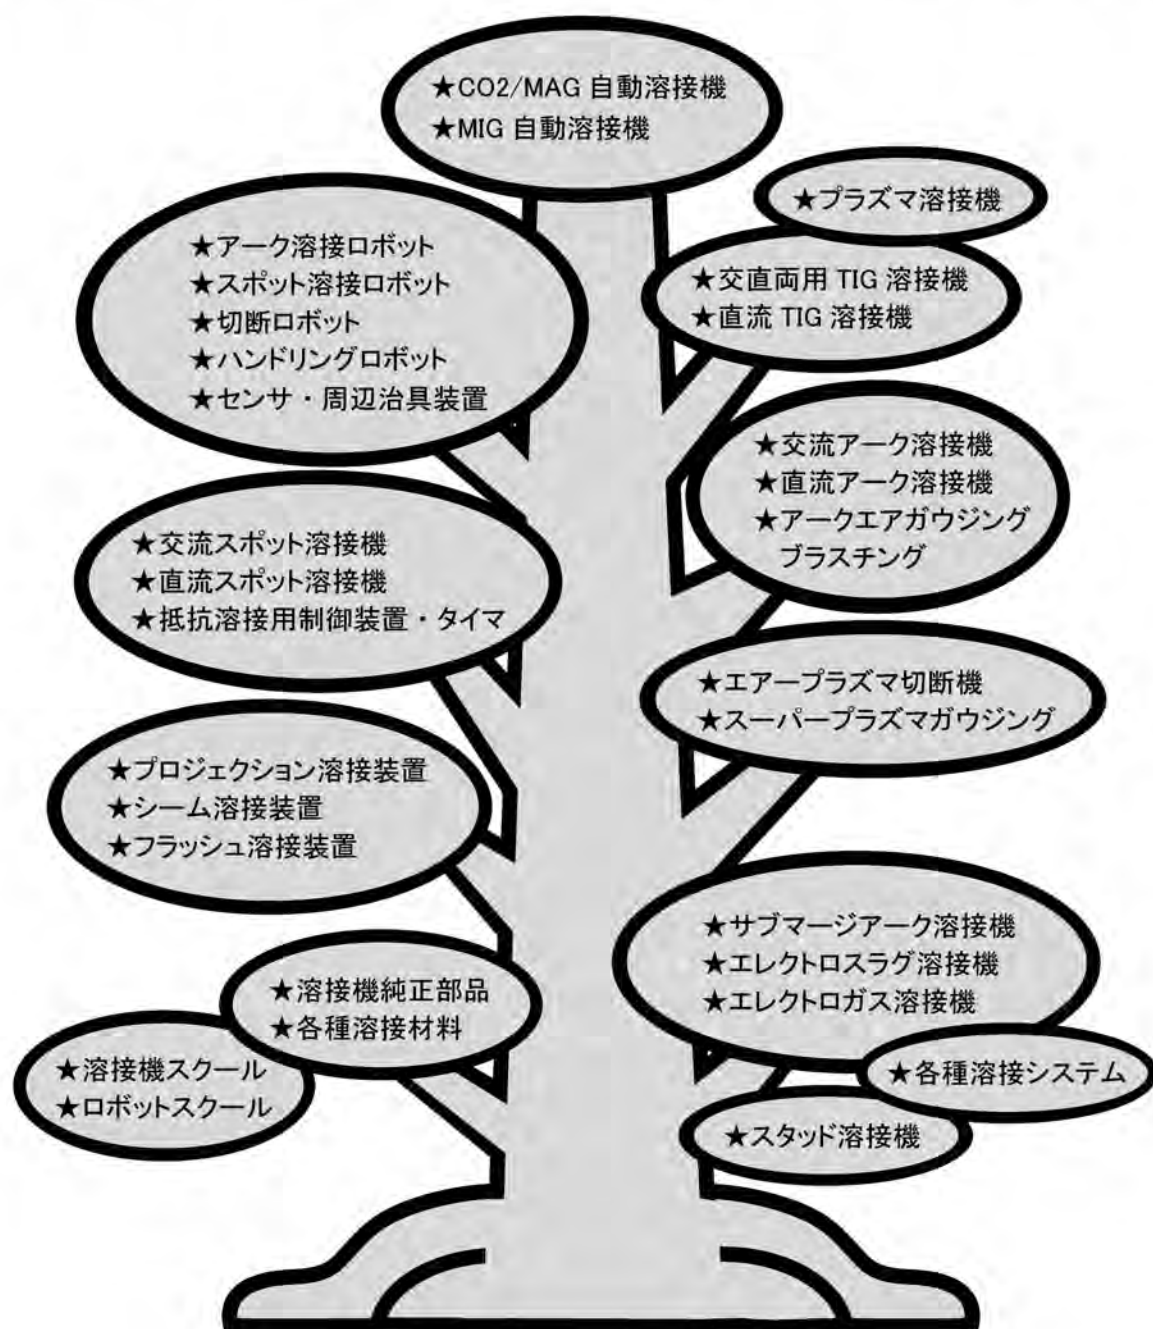 ★CO2/MAG 自動溶接機
★MIG 自動溶接機
★プラズマ溶接機
★アーク溶接ロボット
★スポット溶接ロボット
★切断ロボット
★ハンドリングロボット
★センサ・周辺治具装置
★交直両用 TIG 溶接機
★直流 TIG 溶接機
★交流アーク溶接機
★直流アーク溶接機
★アークエアガウジング
ブラスチング
★交流スポット溶接機
★直流スポット溶接機
★抵抗溶接用制御装置・タイマ
★エアープラズマ切断機
★スーパープラズマガウジング
★プロジェクション溶接装置
★シーム溶接装置
★フラッシュ溶接装置
★サブマージアーク溶接機
★エレクトロスラグ溶接機
★エレクトロガス溶接機
★溶接機純正部品
★各種溶接材料
★溶接機スクール
★ロボットスクール
★各種溶接システム
★スタッド溶接機